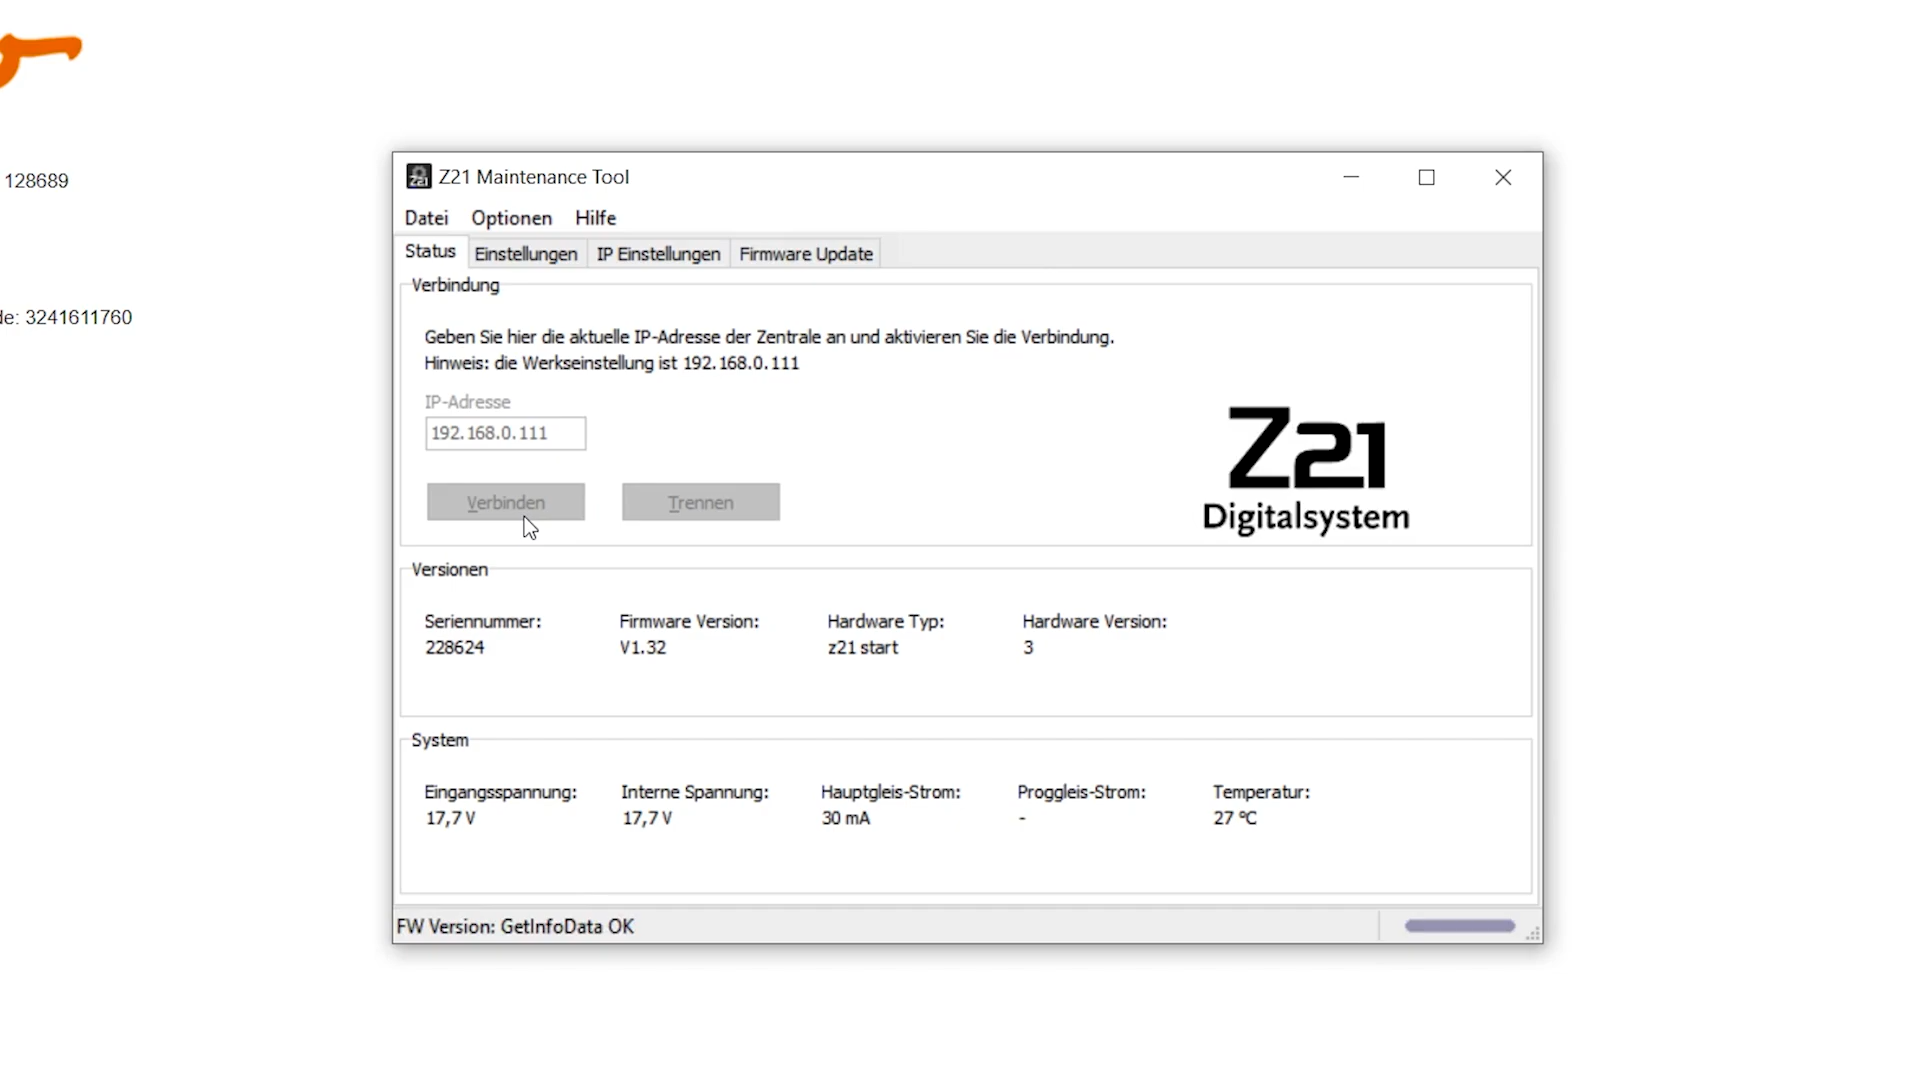 128689
de: 3241611760
Z21 Maintenance Tool
Datei Optionen Hilfe
Status Einstellungen IP Einstellungen Firmware Update
Verbindung
Geben Sie hier die aktuelle IP-Adresse der Zentrale an und aktivieren Sie die Verbindung.
Hinweis: die Werkseinstellung ist 192.168.0.111
IP-Adresse
192.168.0.111
Verbinden Trennen
Z21
Digitalsystem
Versionen
Seriennummer: Firmware Version: Hardware Typ: Hardware Version:
228624 V1.32 z21 start 3
System
Eingangsspannung: Interne Spannung: Hauptgleis-Strom: Proggleis-Strom: Temperatur:
17,7 V 17,7 V 30 mA - 27 °C
FW Version: GetInfoData OK